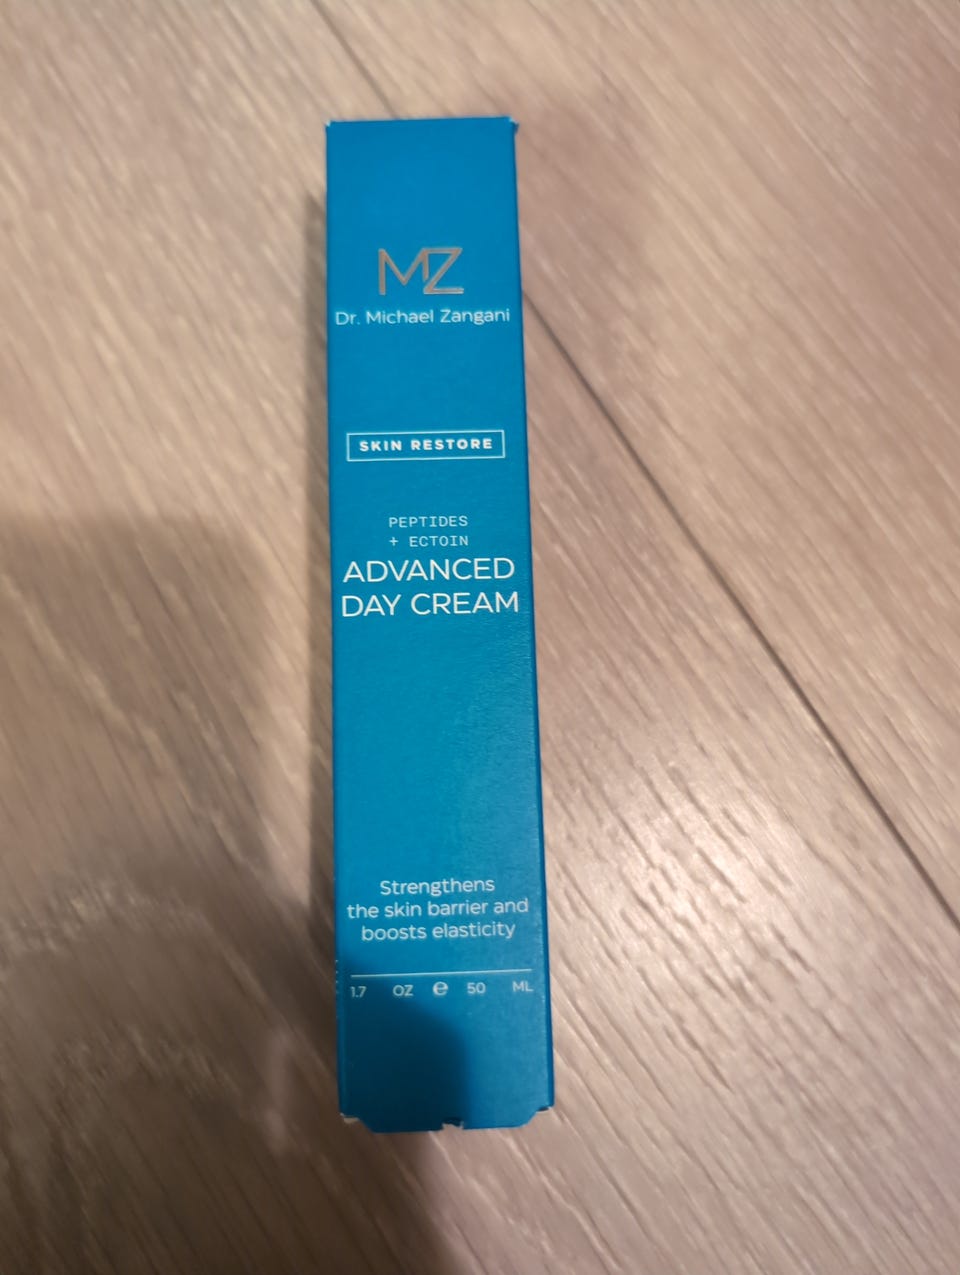 MZ
Dr. Michael Zangani
SKIN RESTORE
PEPTIDES
+ ECTOIN
ADVANCED
DAY CREAM
Strengthens
the skin barrier and
boosts elasticity
1.7 OZ ℮ 50 ML